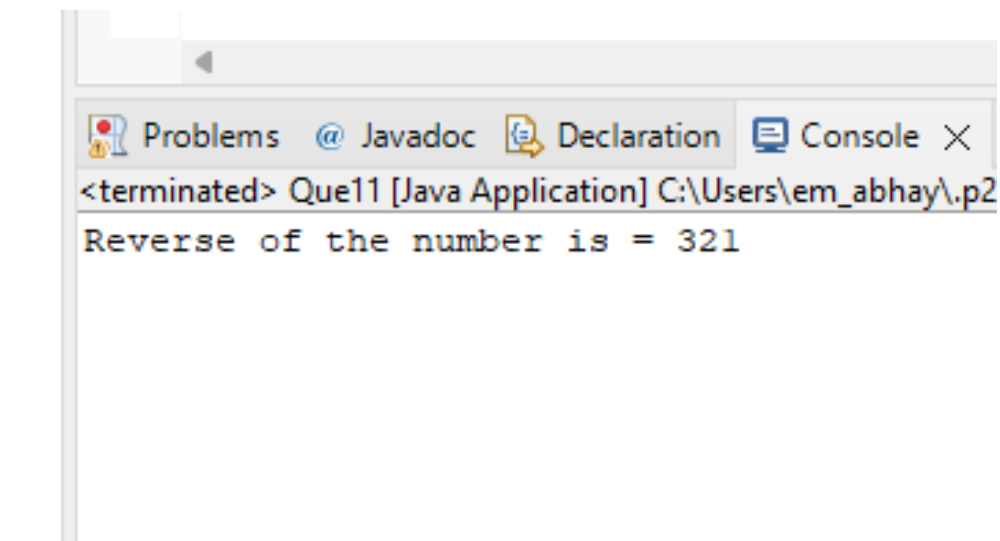 Problems @ Javadoc Declaration Console
<terminated> Que11 [Java Application] C:\Users\em_abhay\.p2
Reverse of the number is = 321